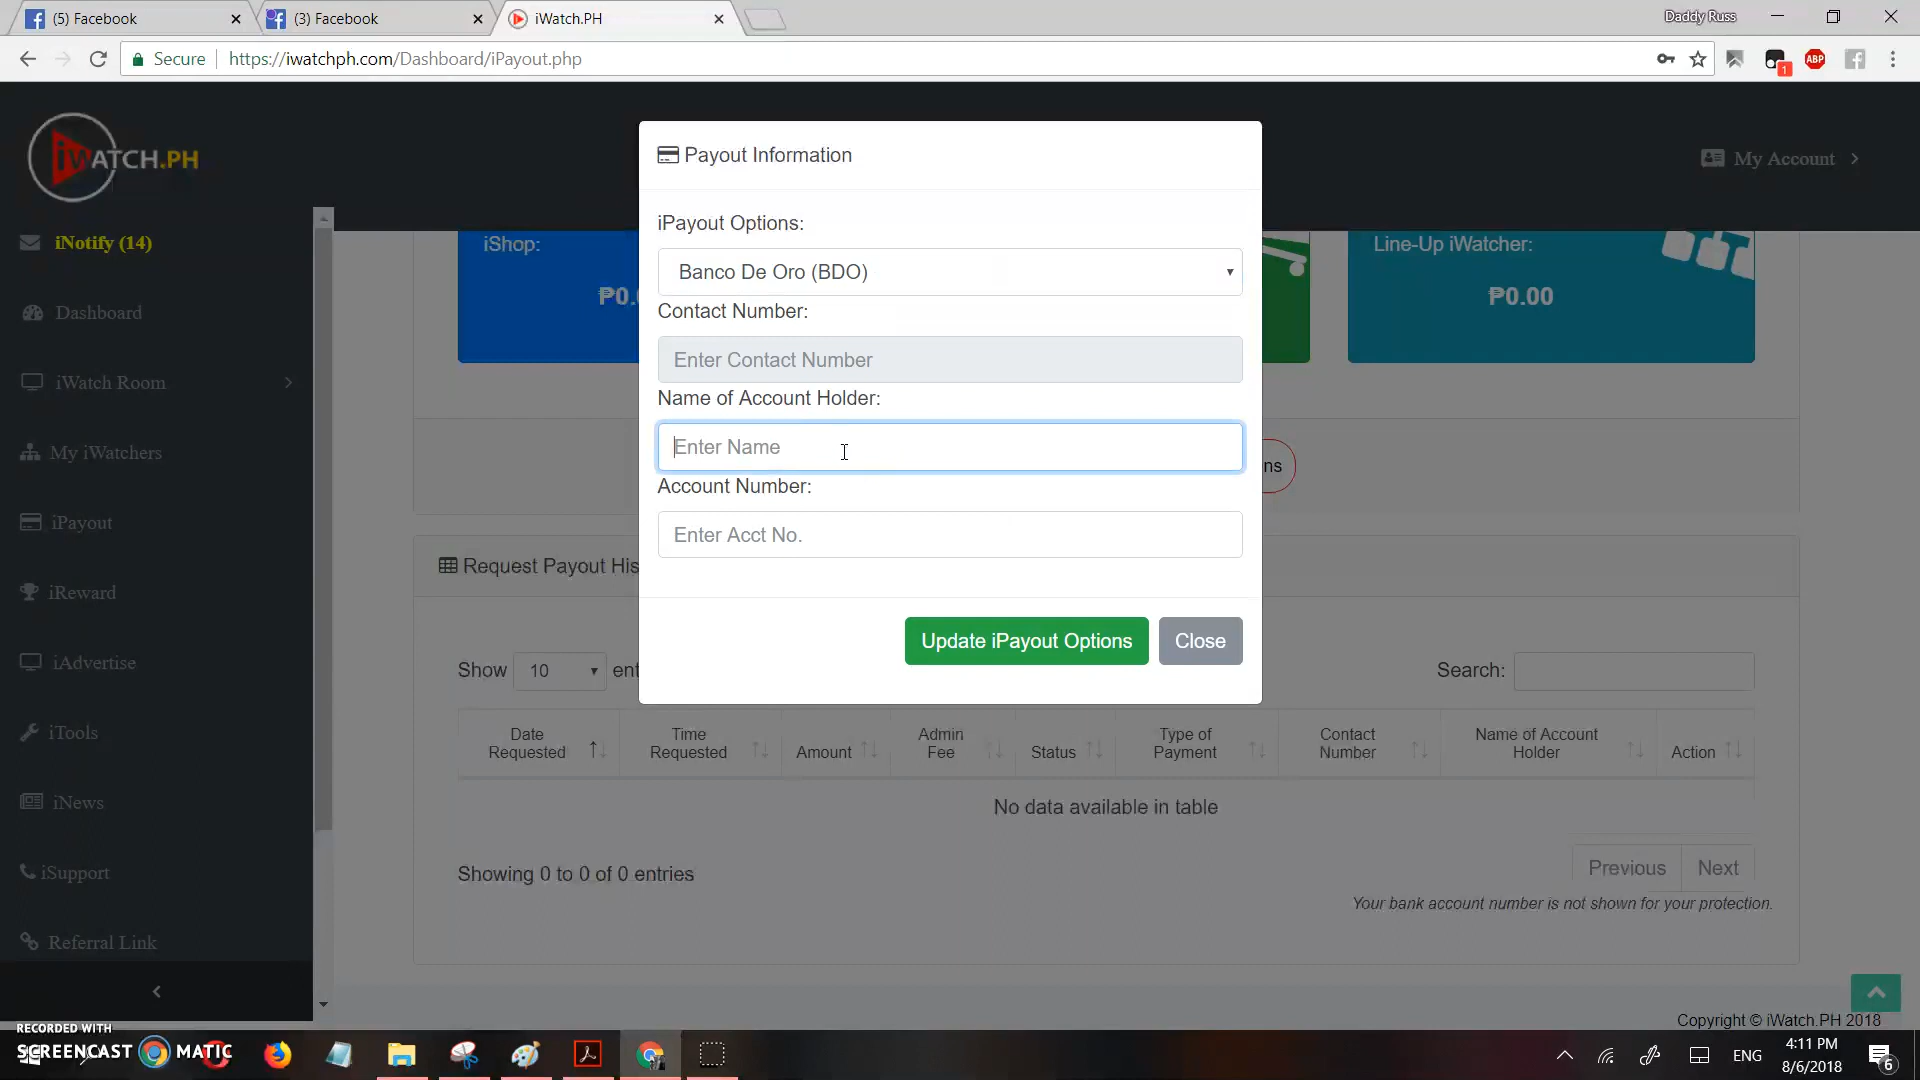 (5) Facebook
(3) Facebook
iWatch.PH
Daddy Russ
Secure
https://iwatchph.com/Dashboard/iPayout.php
1
ABP
iWATCH.PH
My Account
iNotify (14)
Dashboard
iWatch Room
My iWatchers
iPayout
iReward
iAdvertise
iTools
iNews
iSupport
Referral Link
iShop:
₱0.
Line-Up iWatcher:
₱0.00
Payout Information
iPayout Options:
Banco De Oro (BDO)
Contact Number:
Enter Contact Number
Name of Account Holder:
Enter Name
Account Number:
Enter Acct No.
Update iPayout Options
Close
ns
Request Payout His
Show 10 ent
Search:
Date Requested
Time Requested
Amount
Admin Fee
Status
Type of Payment
Contact Number
Name of Account Holder
Action
No data available in table
Showing 0 to 0 of 0 entries
Previous
Next
Your bank account number is not shown for your protection.
Copyright © iWatch.PH 2018
RECORDED WITH
SCREENCAST MATIC
ENG
4:11 PM
8/6/2018
6